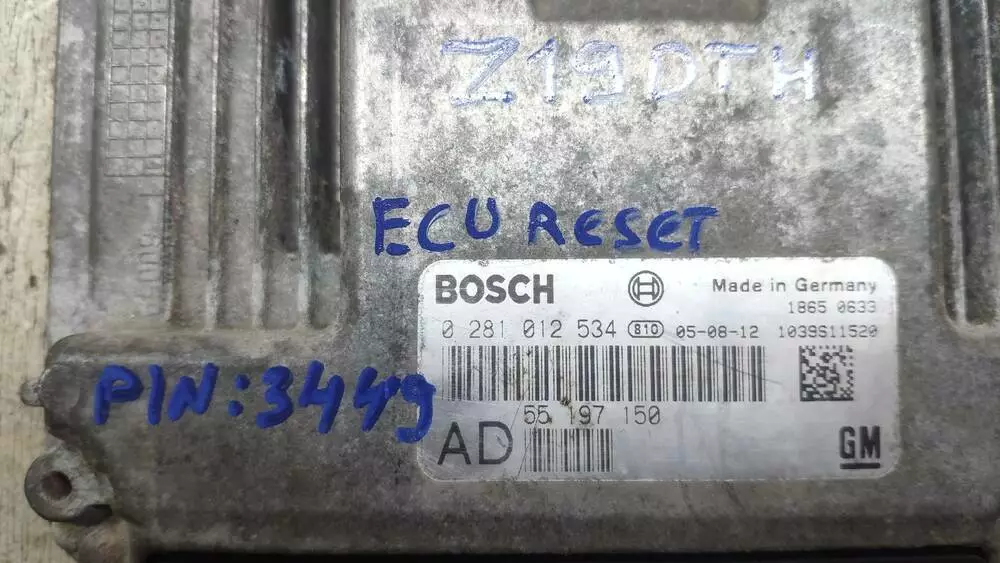 Z19DTH
ECU RESET
BOSCH
Made in Germany
1865 0633
0 281 012 534 810 05-08-12 1039S11520
PIN:3449
55 197 150
AD
GM